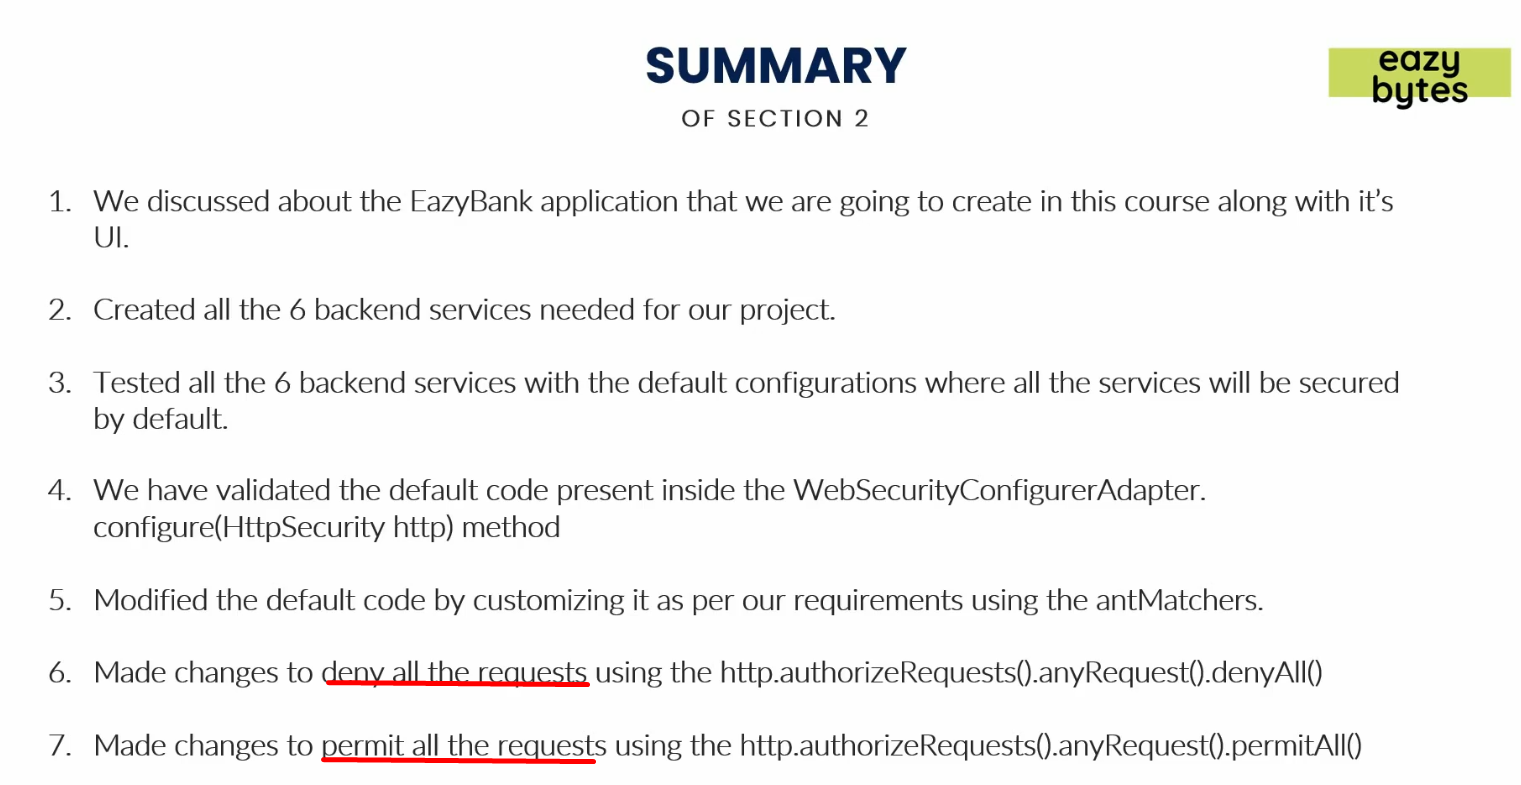 SUMMARY
OF SECTION 2
eazy
bytes
1. We discussed about the EazyBank application that we are going to create in this course along with it’s
UI.
2. Created all the 6 backend services needed for our project.
3. Tested all the 6 backend services with the default configurations where all the services will be secured
by default.
4. We have validated the default code present inside the WebSecurityConfigurerAdapter.
configure(HttpSecurity http) method
5. Modified the default code by customizing it as per our requirements using the antMatchers.
6. Made changes to deny all the requests using the http.authorizeRequests().anyRequest().denyAll()
7. Made changes to permit all the requests using the http.authorizeRequests().anyRequest().permitAll()